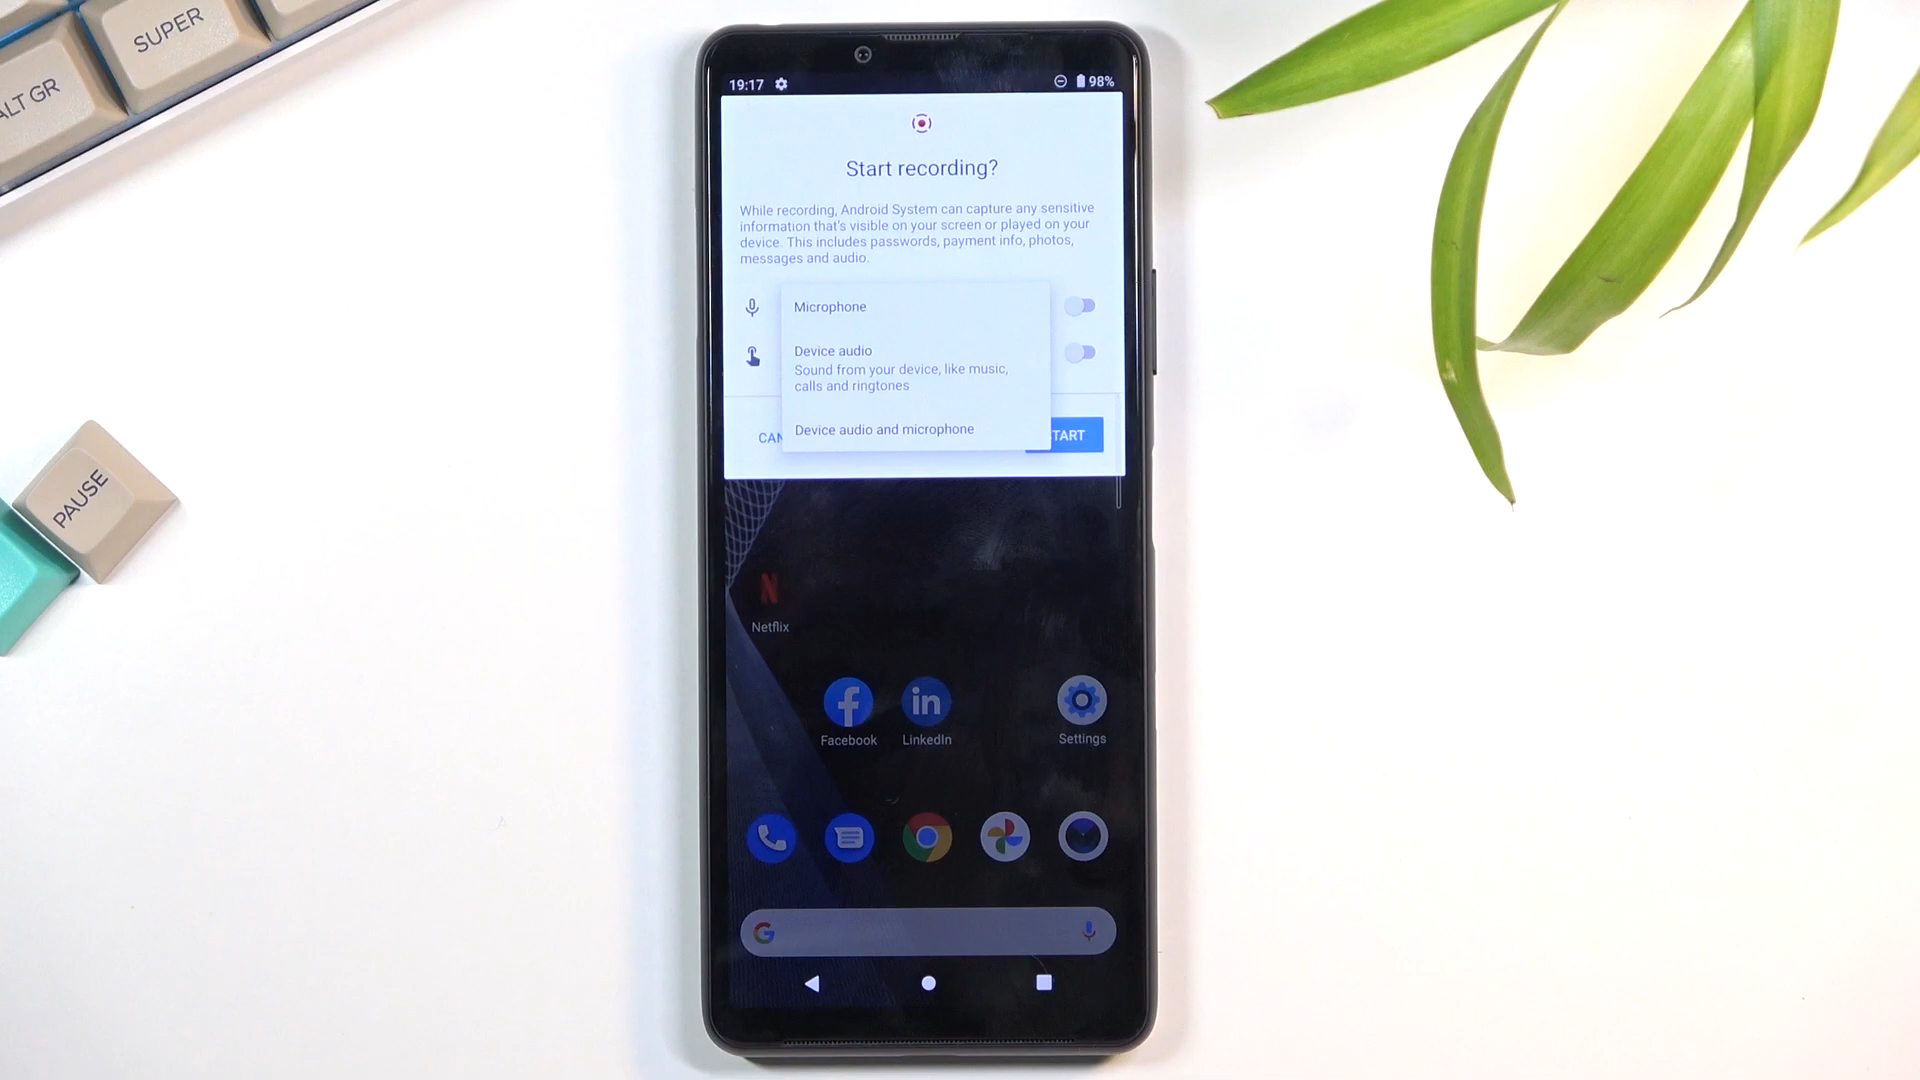 SUPER
ALT GR
PAUSE
19:17
98%
Start recording?
While recording, Android System can capture any sensitive
information that's visible on your screen or played on your
device. This includes passwords, payment info, photos,
messages and audio.
Microphone
Device audio
Sound from your device, like music,
calls and ringtones
Device audio and microphone
CAN
TART
N
Netflix
f
in
Facebook
LinkedIn
Settings
G